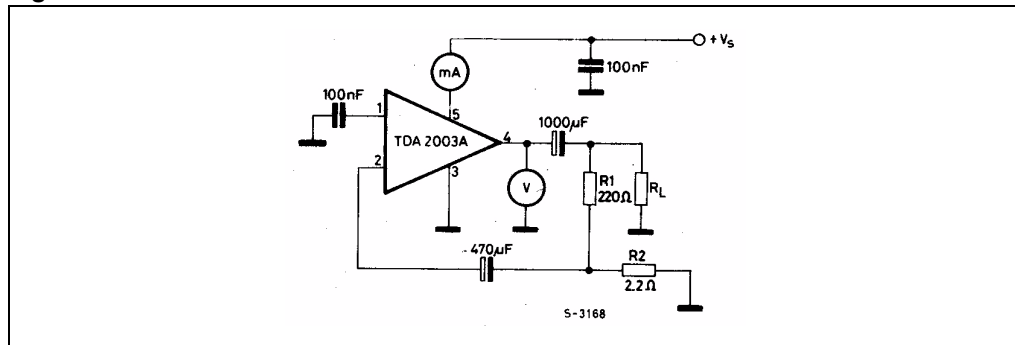 + Vs
mA
100nF
100nF
1
5
1000µF
TDA 2003A
4
2
3
V
R1
220Ω
RL
470µF
R2
2.2Ω
S-3168